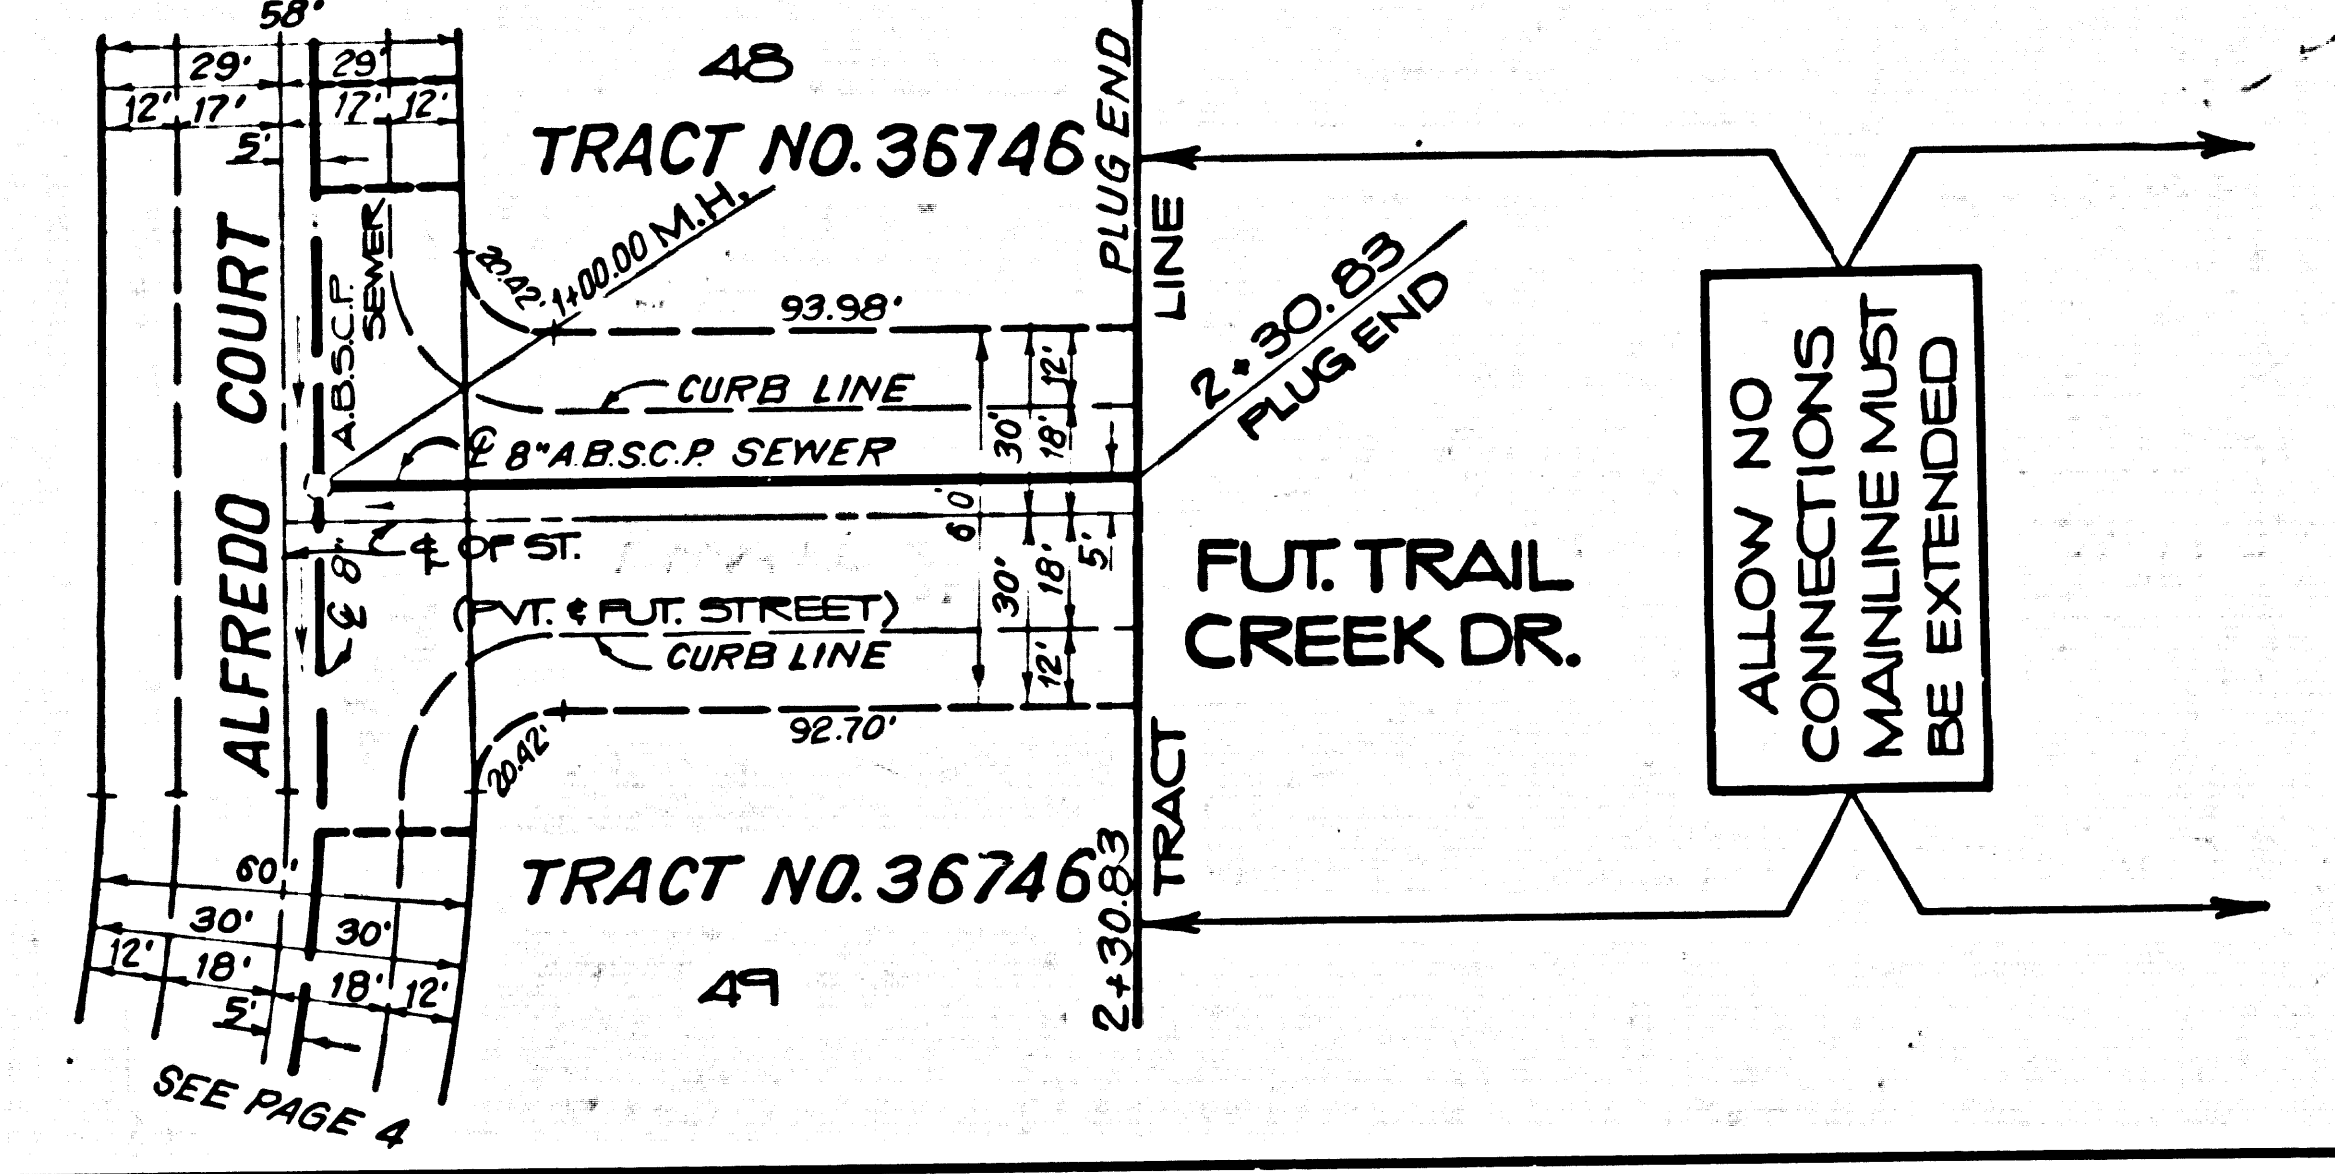 58'
29' 29'
12' 17' 17' 12'
5'
48
TRACT NO. 36746
PLUG END
LINE
A.B.S.C.P.
SEWER
20.42'
1+00.00 M.H.
93.98'
CURB LINE
℄ 8" A.B.S.C.P. SEWER
30' 18' 12'
2+30.83
PLUG END
ALFREDO COURT
℄ 8"
℄ OF ST.
60'
5'
(PVT. & FUT. STREET)
CURB LINE
30' 18' 12'
FUT. TRAIL
CREEK DR.
ALLOW NO
CONNECTIONS
MAINLINE MUST
BE EXTENDED
20.42'
92.70'
TRACT
TRACT NO. 36746
2+30.83
49
60'
30' 30'
12' 18' 18' 12'
5'
SEE PAGE 4